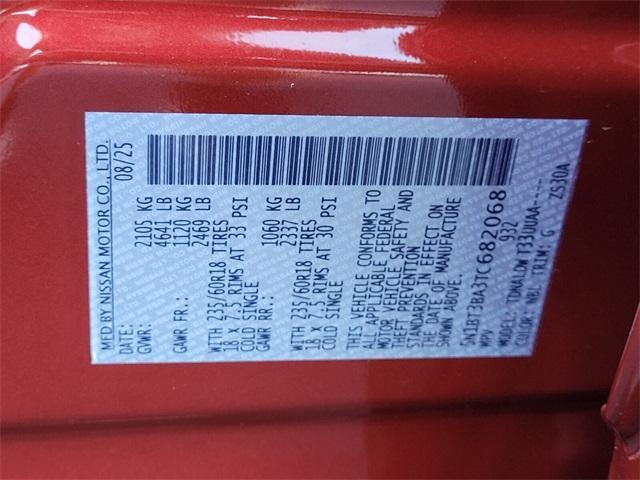 MFD BY NISSAN MOTOR CO., LTD.
DATE: 08/25
GVWR: 2105 KG
4641 LB
GAWR FR.: 1120 KG
2469 LB
WITH 235/60R18 TIRES
18 X 7.5 RIMS AT 33 PSI
COLD SINGLE
GAWR RR.: 1060 KG
2337 LB
WITH 235/60R18 TIRES
18 X 7.5 RIMS AT 30 PSI
COLD SINGLE
THIS VEHICLE CONFORMS TO
ALL APPLICABLE FEDERAL
MOTOR VEHICLE SAFETY AND
THEFT PREVENTION
STANDARDS IN EFFECT ON
THE DATE OF MANUFACTURE
SHOWN ABOVE.
5N1BT3BA3TC682068
MPV 932
COLOR: NBL TRIM: G ZS30A